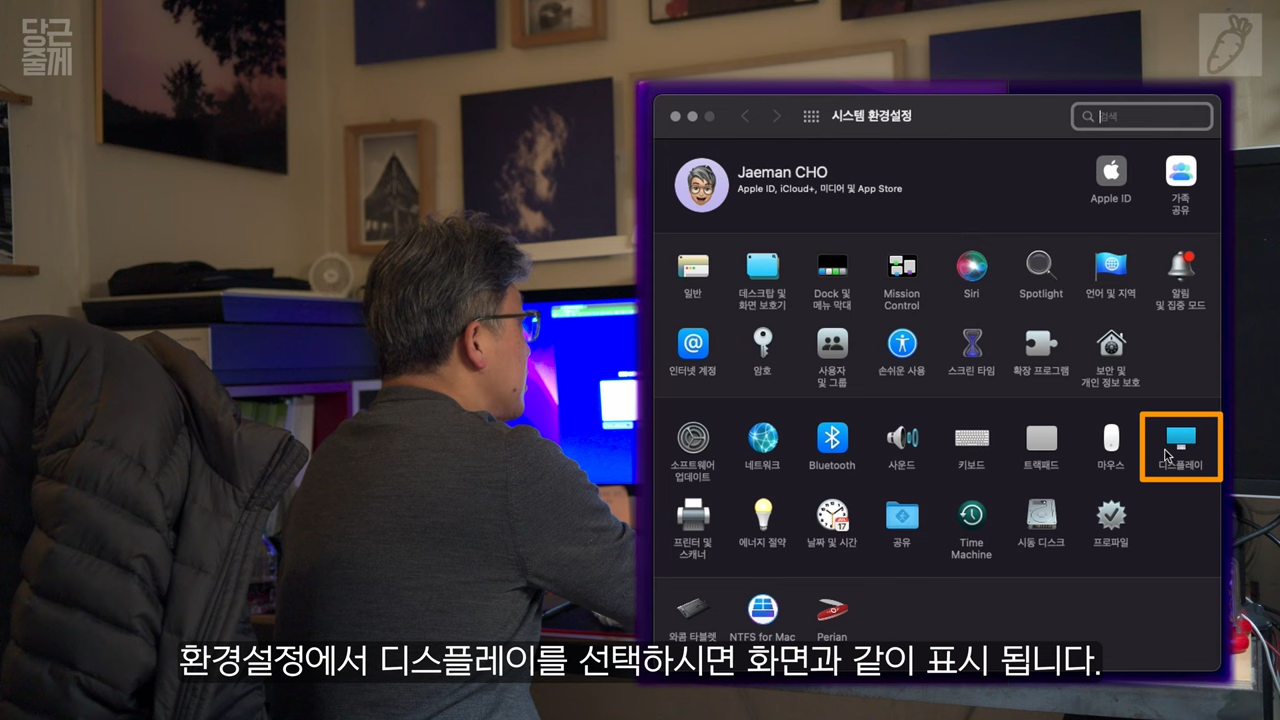 당근
줄께
시스템 환경설정
검색
Jaeman CHO
Apple ID, iCloud+, 미디어 및 App Store
Apple ID
가족
공유
일반
데스크탑 및
화면 보호기
Dock 및
메뉴 막대
Mission
Control
Siri
Spotlight
언어 및 지역
알림
및 집중 모드
인터넷 계정
암호
사용자
및 그룹
손쉬운 사용
스크린 타임
확장 프로그램
보안 및
개인 정보 보호
소프트웨어
업데이트
네트워크
Bluetooth
사운드
키보드
트랙패드
마우스
디스플레이
프린터 및
스캐너
에너지 절약
17
날짜 및 시간
공유
Time
Machine
시동 디스크
프로파일
와콤 타블렛
NTFS for Mac
Perian
환경설정에서 디스플레이를 선택하시면 화면과 같이 표시 됩니다.